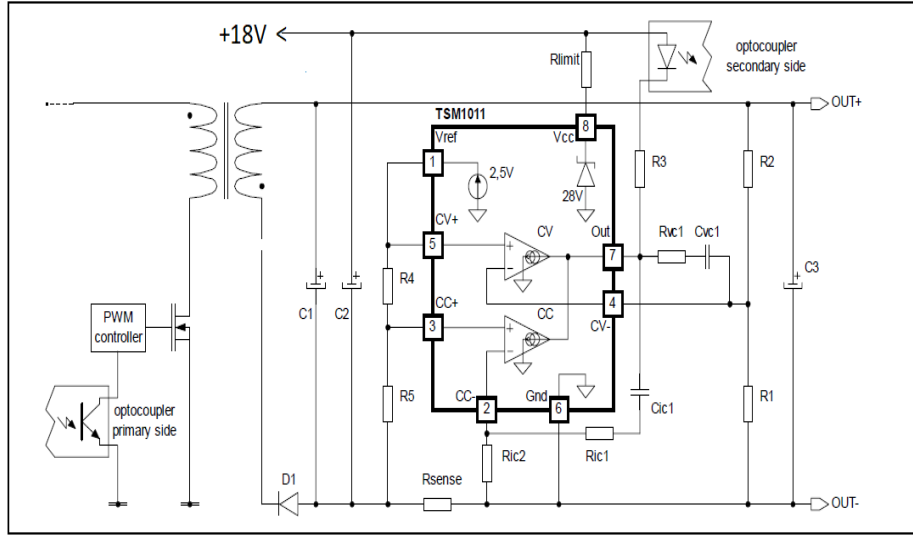 +18V
Rlimit
optocoupler
secondary side
OUT+
TSM1011
Vref
8
Vcc
1
2,5V
28V
R3
R2
CV+
CV
Out
Rvc1
Cvc1
5
+
-
7
R4
4
CV-
CC+
CC
3
+
-
C1
C2
C3
PWM
controller
R5
CC-
Gnd
2
6
Cic1
R1
optocoupler
primary side
Ric2
Ric1
D1
Rsense
OUT-